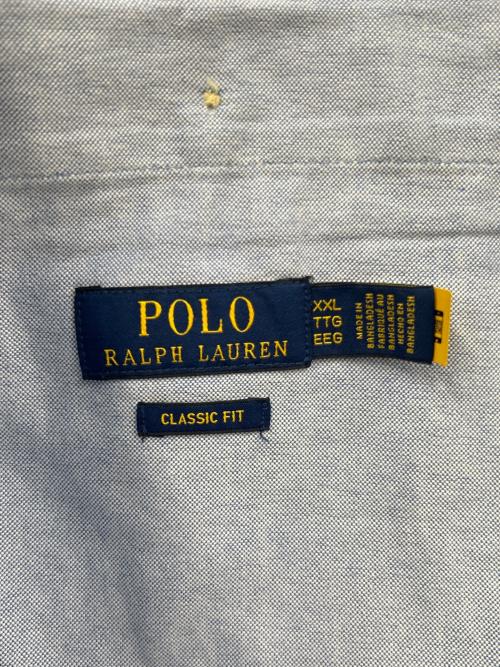 POLO
RALPH LAUREN
XXL
TTG
EEG
MADE IN
BANGLADESH
FABRIQUÉ AU
BANGLADESH
HECHO EN
BANGLADESH
CLASSIC FIT